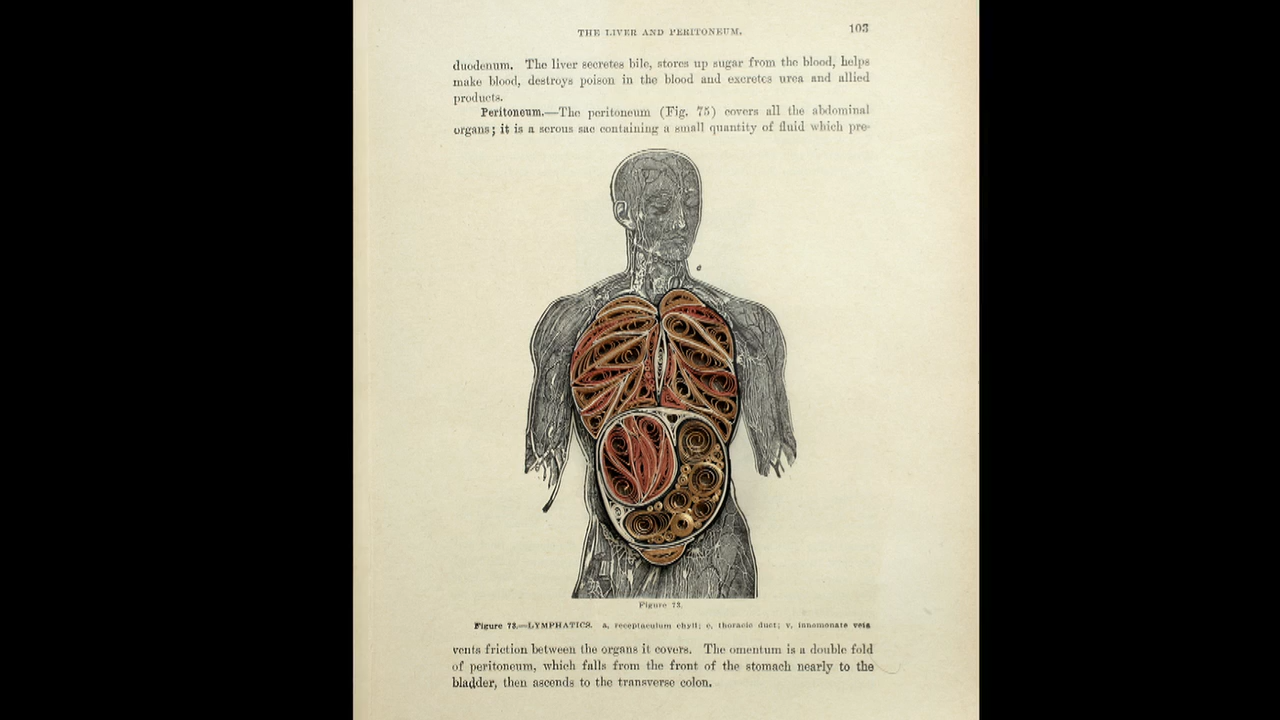 THE LIVER AND PERITONEUM.
103
duodenum. The liver secretes bile, stores up sugar from the blood, helps
make blood, destroys poison in the blood and excretes urea and allied
products.
Peritoneum.—The peritoneum (Fig. 75) covers all the abdominal
organs; it is a serous sac containing a small quantity of fluid which pre-
Figure 73.
Figure 73.—LYMPHATICS. a, receptaculum chyli; c, thoracic duct; v, innomonate vein
vents friction between the organs it covers. The omentum is a double fold
of peritoneum, which falls from the front of the stomach nearly to the
bladder, then ascends to the transverse colon.